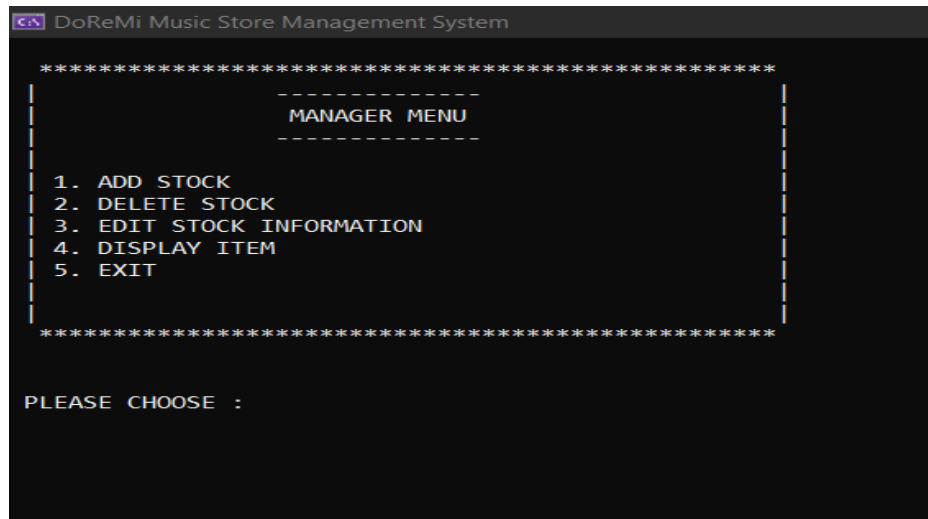 C:\ DoReMi Music Store Management System
**************************************************
| -------------- |
| MANAGER MENU |
| -------------- |
| |
| 1. ADD STOCK |
| 2. DELETE STOCK |
| 3. EDIT STOCK INFORMATION |
| 4. DISPLAY ITEM |
| 5. EXIT |
| |
| |
**************************************************
PLEASE CHOOSE :